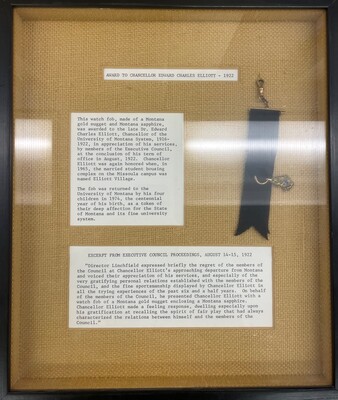 AWARD TO CHANCELLOR EDWARD CHARLES ELLIOTT - 1922
This watch fob, made of a Montana
gold nugget and Montana sapphire,
was awarded to the late Dr. Edward
Charles Elliott, Chancellor of the
University of Montana System, 1916-
1922, in appreciation of his services,
by members of the Executive Council,
at the conclusion of his term of
office in August, 1922. Chancellor
Elliott was again honored when, in
1965, the married student housing
complex on the Missoula campus was
named Elliott Village.
The fob was returned to the
University of Montana by his four
children in 1974, the centennial
year of his birth, as a token of
their deep affection for the State
of Montana and its fine university
system.
EXCERPT FROM EXECUTIVE COUNCIL PROCEEDINGS, AUGUST 14-15, 1922
"Director Linchfield expressed briefly the regret of the members of
the Council at Chancellor Elliott's approaching departure from Montana
and voiced their appreciation of his services, and especially of the
very gratifying personal relations established with the members of the
Council, and the fine sportsmanship displayed by Chancellor Elliott in
all the trying experiences of the past six and a half years. On behalf
of the members of the Council, he presented Chancellor Elliott with a
watch fob of a Montana gold nugget enclosing a Montana sapphire.
Chancellor Elliott made a feeling response, dwelling especially upon
his gratification at recalling the spirit of fair play that had always
characterized the relations between himself and the members of the
Council."